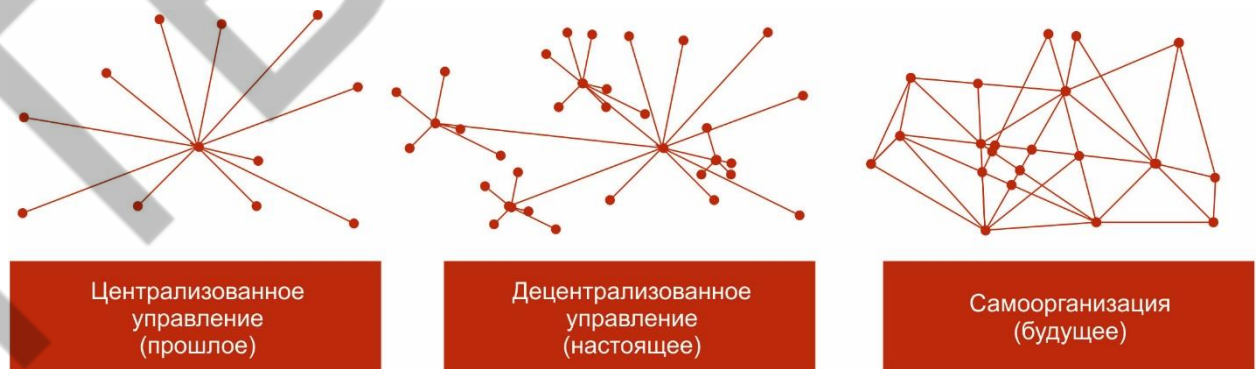 Централизованное
управление
(прошлое)
Децентрализованное
управление
(настоящее)
Самоорганизация
(будущее)